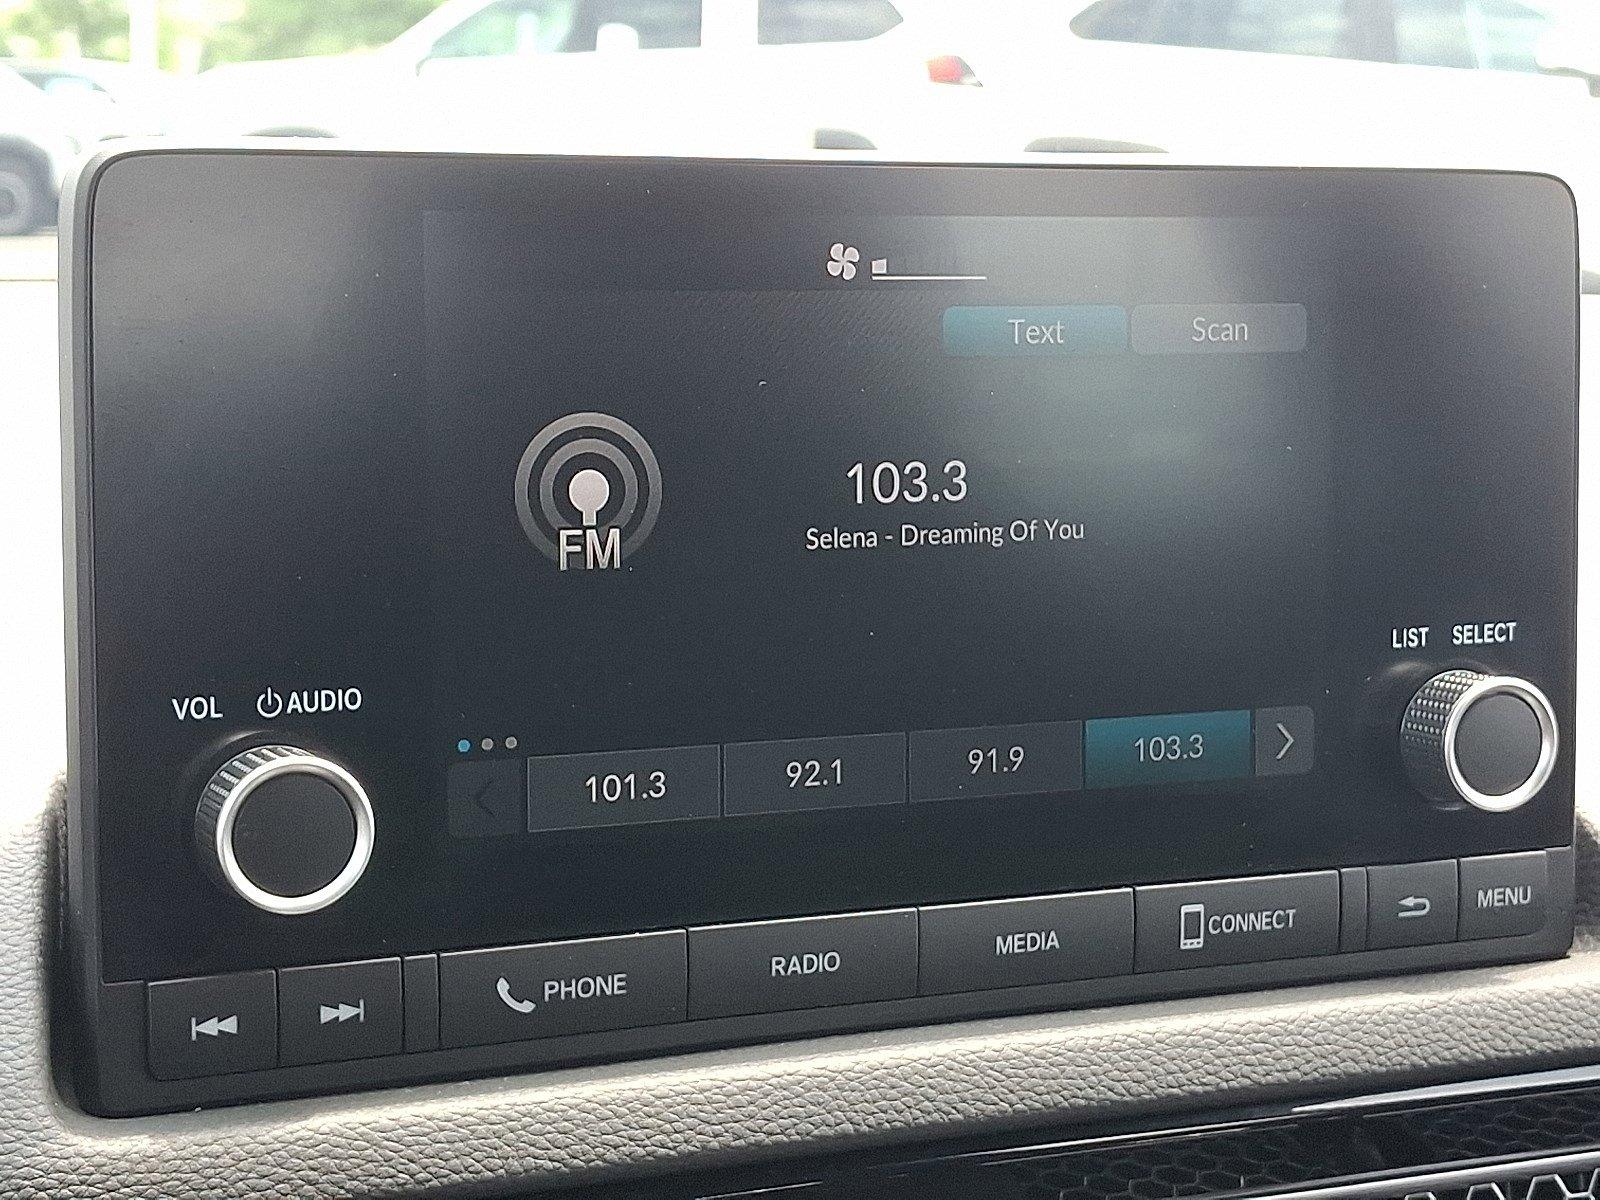 Text Scan
103.3
Selena - Dreaming Of You
FM
LIST SELECT
VOL AUDIO
101.3 92.1 91.9 103.3
PHONE RADIO MEDIA CONNECT MENU